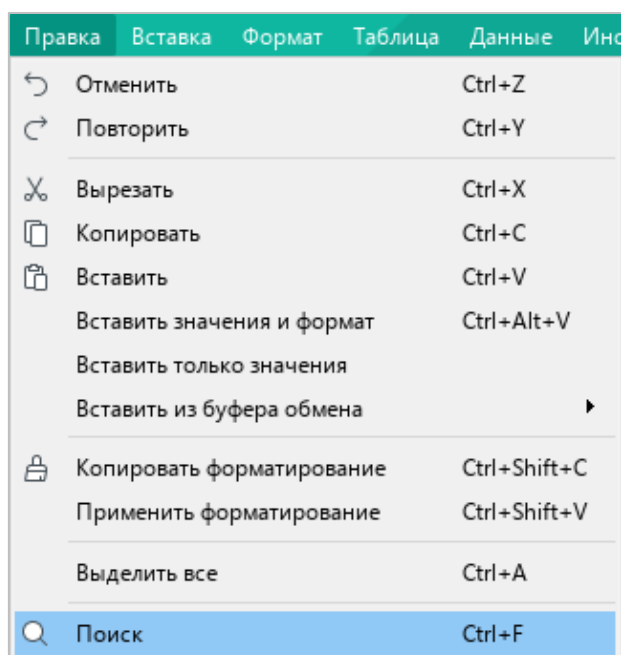 Правка Вставка Формат Таблица Данные
Отменить Ctrl+Z
Повторить Ctrl+Y
Вырезать Ctrl+X
Копировать Ctrl+C
Вставить Ctrl+V
Вставить значения и формат Ctrl+Alt+V
Вставить только значения
Вставить из буфера обмена
Копировать форматирование Ctrl+Shift+C
Применить форматирование Ctrl+Shift+V
Выделить все Ctrl+A
Поиск Ctrl+F